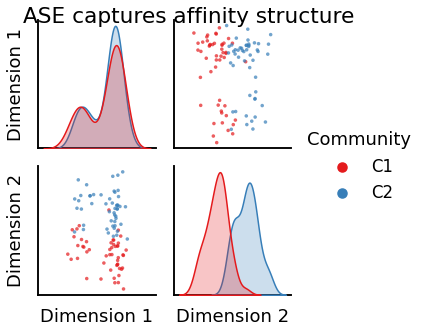 ASE captures affinity structure
Dimension 1
Dimension 2
Dimension 1
Dimension 2
Community
C1
C2